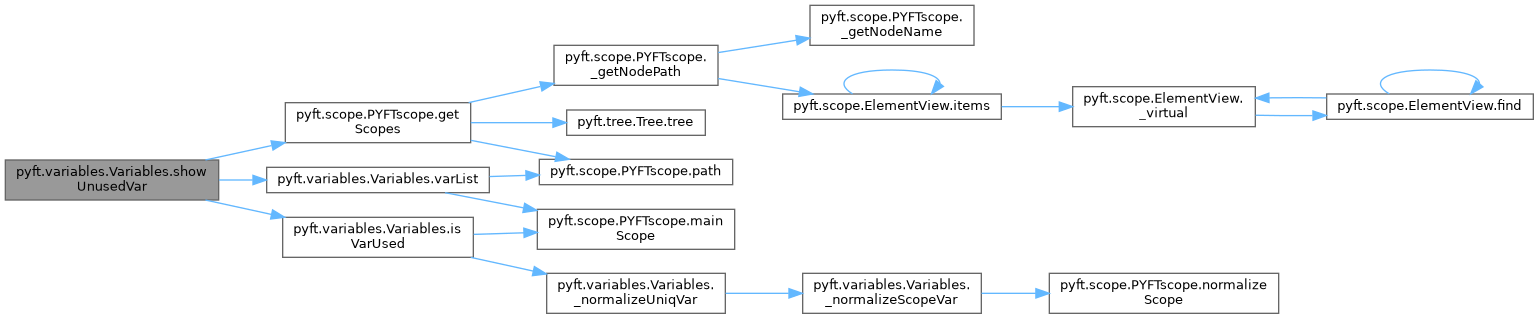 pyft.variables.Variables.show
UnusedVar
pyft.scope.PYFTscope.get
Scopes
pyft.variables.Variables.varList
pyft.variables.Variables.is
VarUsed
pyft.scope.PYFTscope.
_getNodePath
pyft.tree.Tree.tree
pyft.scope.PYFTscope.path
pyft.scope.PYFTscope.main
Scope
pyft.variables.Variables.
_normalizeUniqVar
pyft.scope.PYFTscope.
_getNodeName
pyft.scope.ElementView.items
pyft.variables.Variables.
_normalizeScopeVar
pyft.scope.ElementView.
_virtual
pyft.scope.PYFTscope.normalize
Scope
pyft.scope.ElementView.find